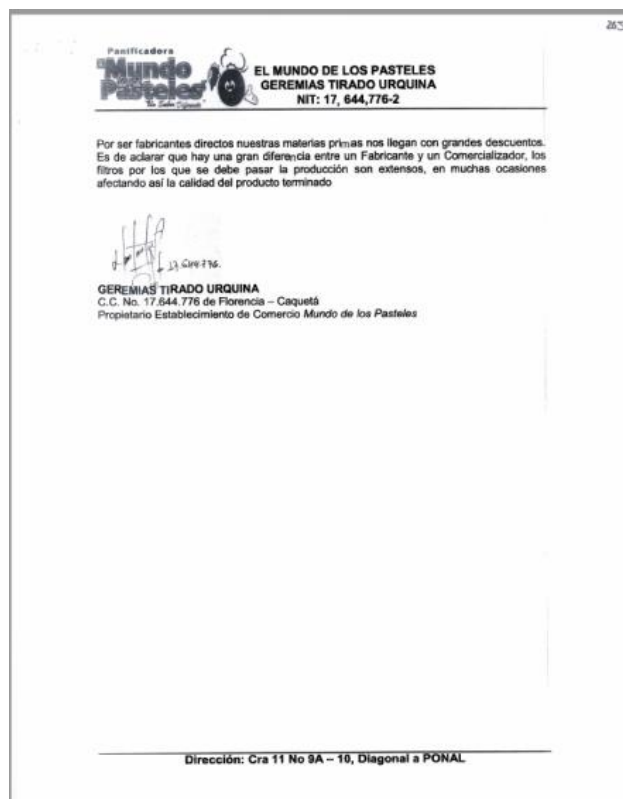 263
Panificadora
El Mundo
de los
Pasteles
"Un Sabor Diferente"
EL MUNDO DE LOS PASTELES
GEREMIAS TIRADO URQUINA
NIT: 17, 644,776-2
Por ser fabricantes directos nuestras materias primas nos llegan con grandes descuentos.
Es de aclarar que hay una gran diferencia entre un Fabricante y un Comercializador, los
filtros por los que se debe pasar la producción son extensos, en muchas ocasiones
afectando así la calidad del producto terminado
17.644.776.
GEREMIAS TIRADO URQUINA
C.C. No. 17.644.776 de Florencia – Caquetá
Propietario Establecimiento de Comercio Mundo de los Pasteles
Dirección: Cra 11 No 9A – 10, Diagonal a PONAL